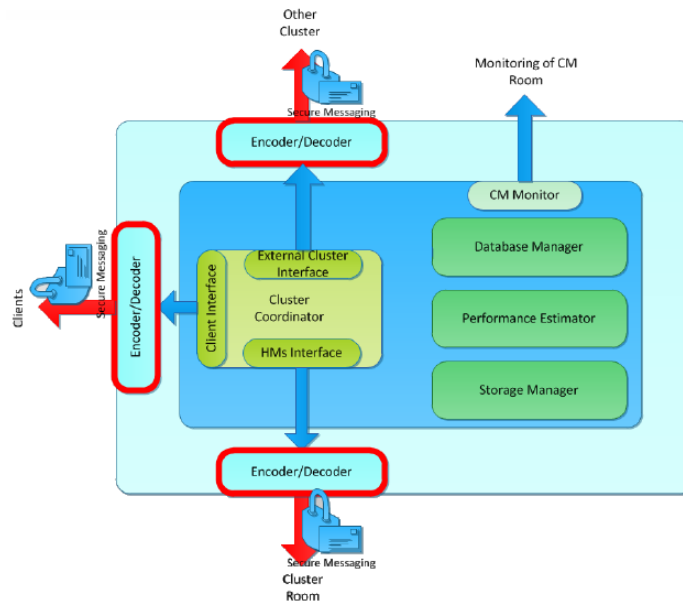 Other
Cluster
Monitoring of CM
Room
Secure Messaging
Encoder/Decoder
CM Monitor
Database Manager
External Cluster
Interface
Client Interface
Cluster
Coordinator
HMs Interface
Performance Estimator
Storage Manager
Clients
Secure Messaging
Encoder/Decoder
Encoder/Decoder
Secure Messaging
Cluster
Room